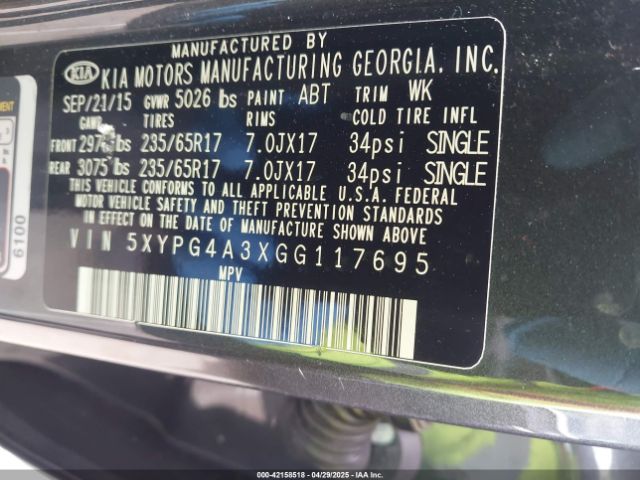 MANUFACTURED BY
KIA KIA MOTORS MANUFACTURING GEORGIA, INC.
SEP/21/15 GVWR 5026 lbs PAINT ABT TRIM WK
GAWR TIRES RIMS COLD TIRE INFL
FRONT lbs 235/65R17 7.0JX17 34psi SINGLE
REAR 3075 lbs 235/65R17 7.0JX17 34psi SINGLE
THIS VEHICLE CONFORMS TO ALL APPLICABLE U.S.A. FEDERAL
MOTOR VEHICLE SAFETY AND THEFT PREVENTION STANDARDS
IN EFFECT ON THE DATE OF MANUFACTURE SHOWN ABOVE
VIN 5XYPG4A3XGG117695
MPV
6100
000-42158518 04/29/2025 IAAI.com